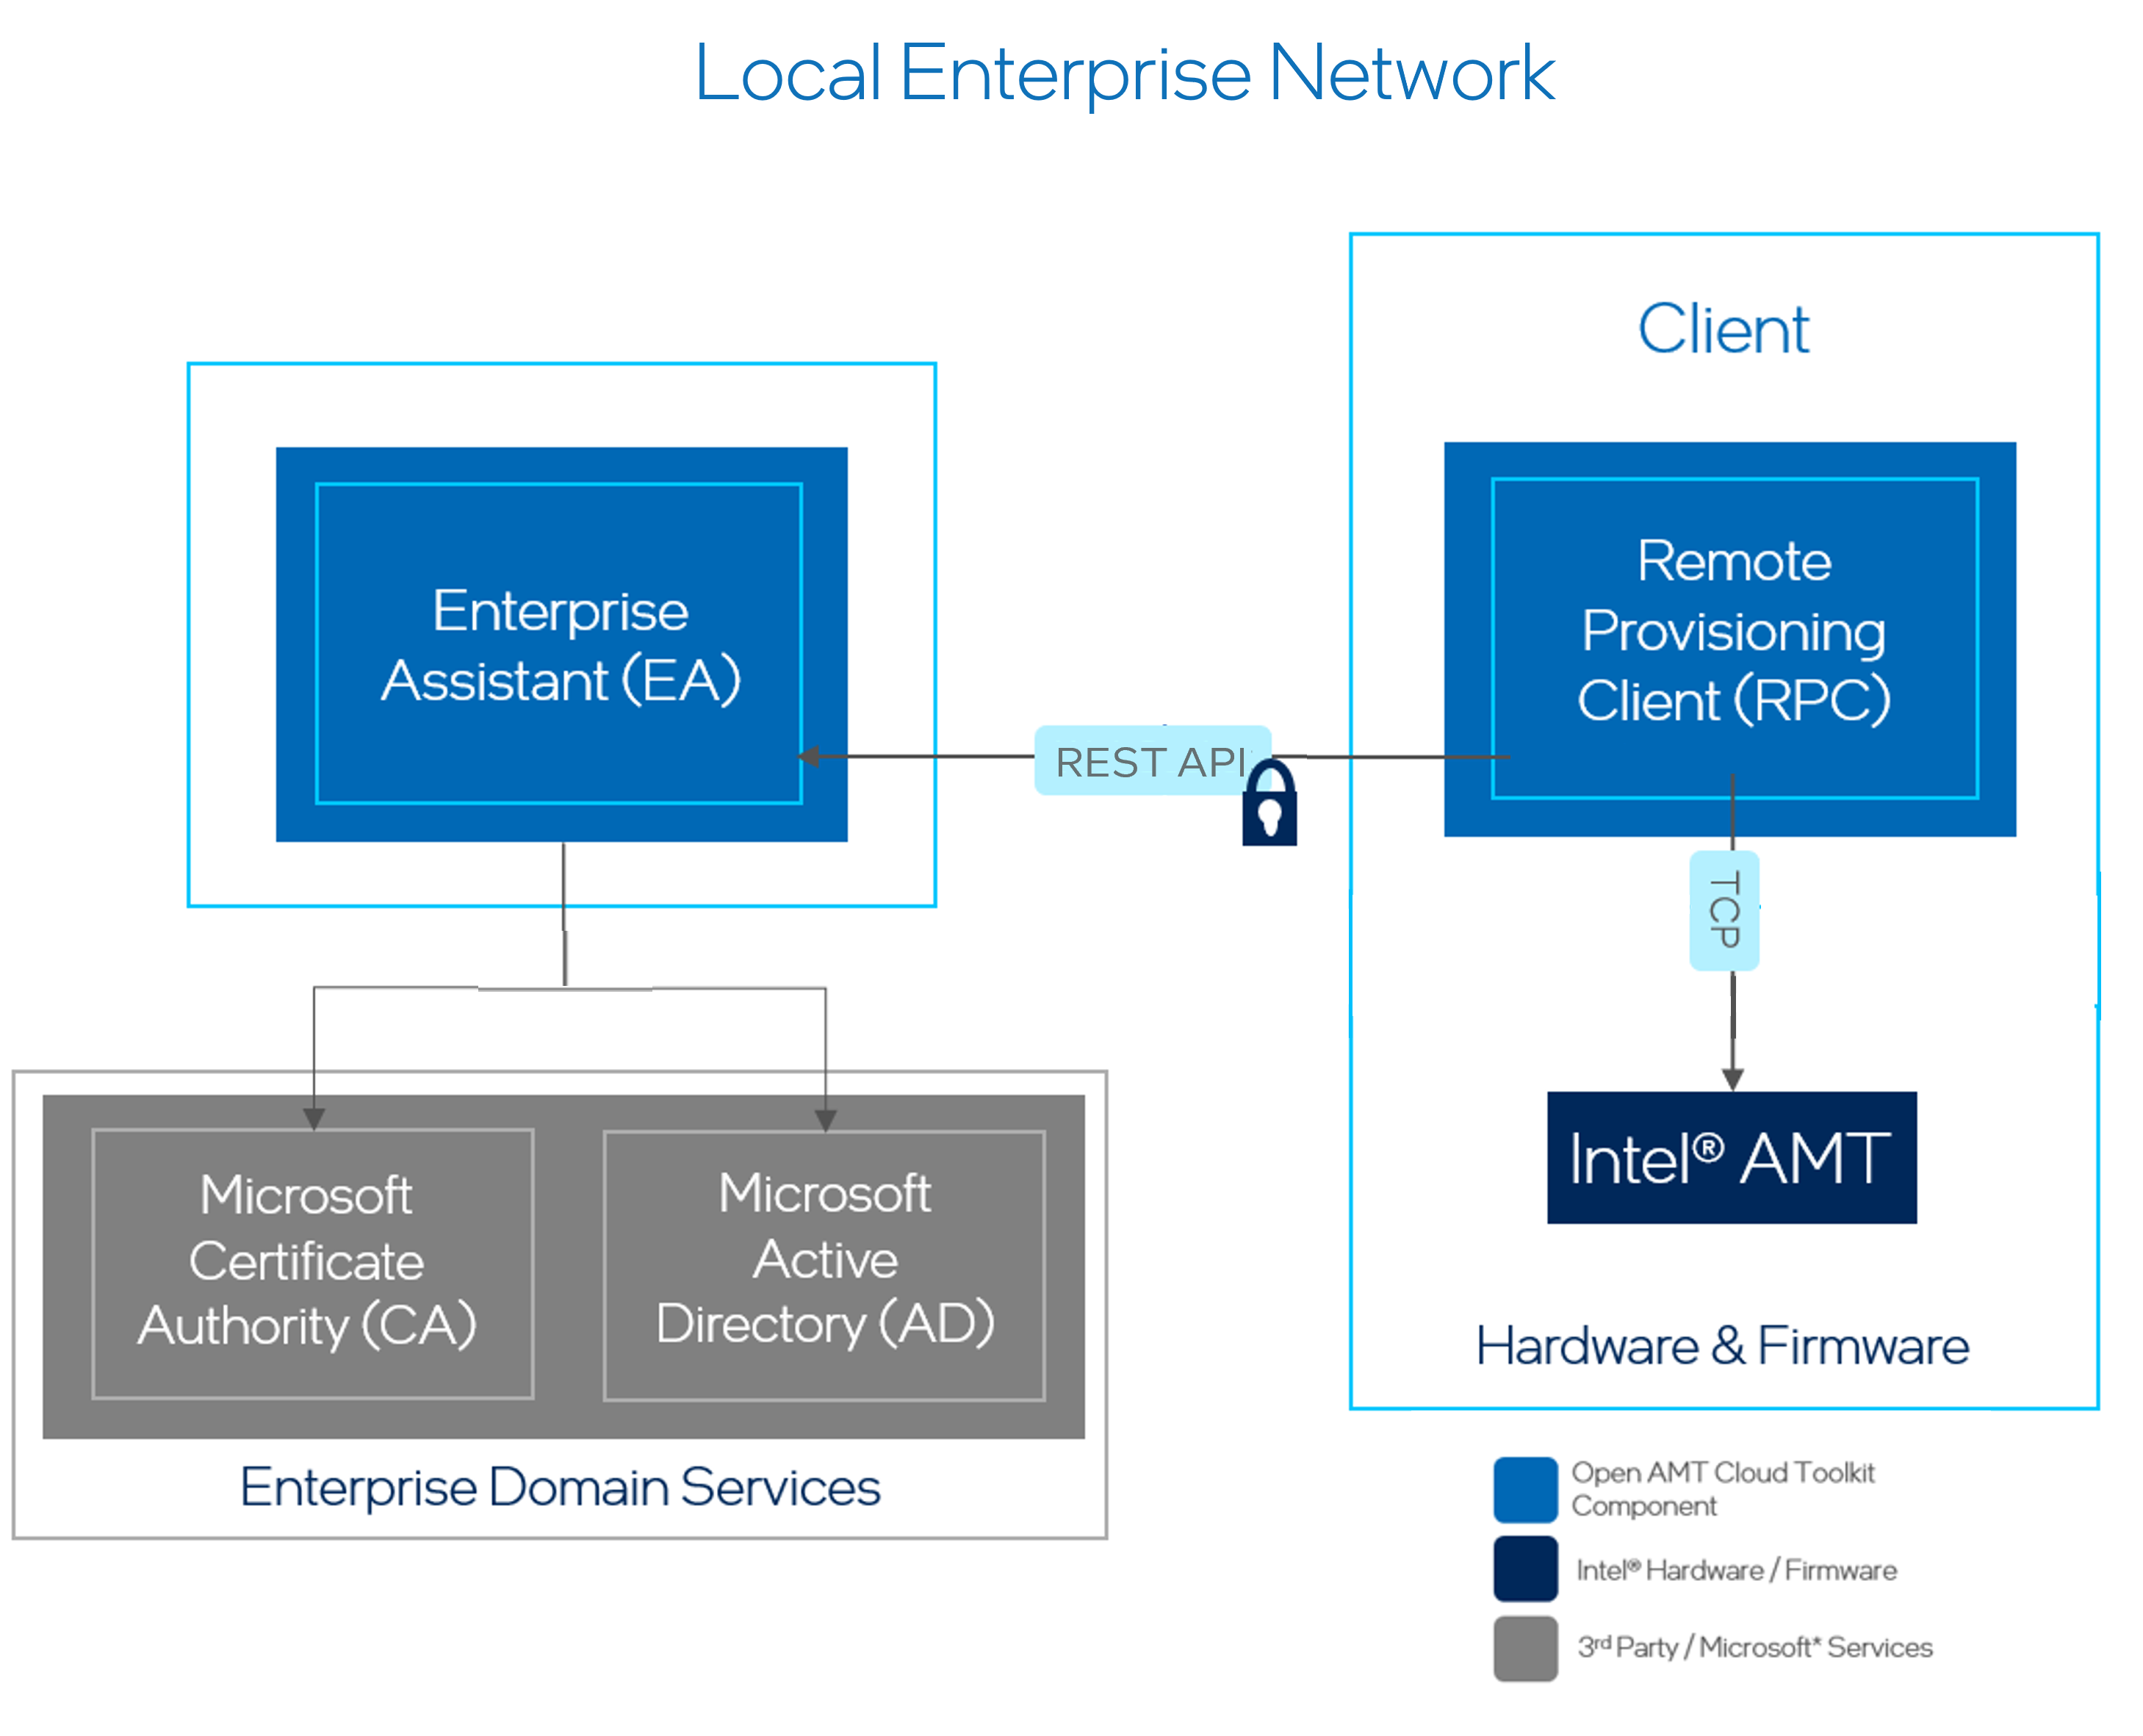 Local Enterprise Network
Client
Enterprise
Assistant (EA)
Remote
Provisioning
Client (RPC)
REST API
TCP
Intel® AMT
Hardware & Firmware
Microsoft
Certificate
Authority (CA)
Microsoft
Active
Directory (AD)
Enterprise Domain Services
Open AMT Cloud Toolkit
Component
Intel® Hardware / Firmware
3rd Party / Microsoft* Services